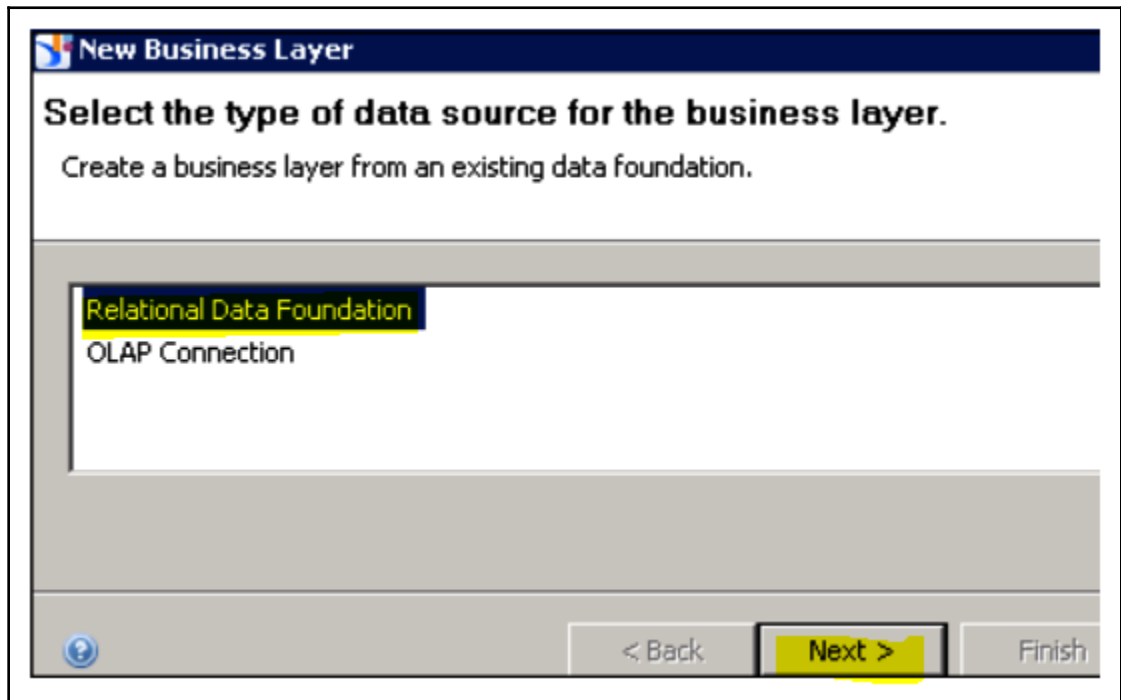 New Business Layer
Select the type of data source for the business layer.
Create a business layer from an existing data foundation.
Relational Data Foundation
OLAP Connection
? < Back Next > Finish